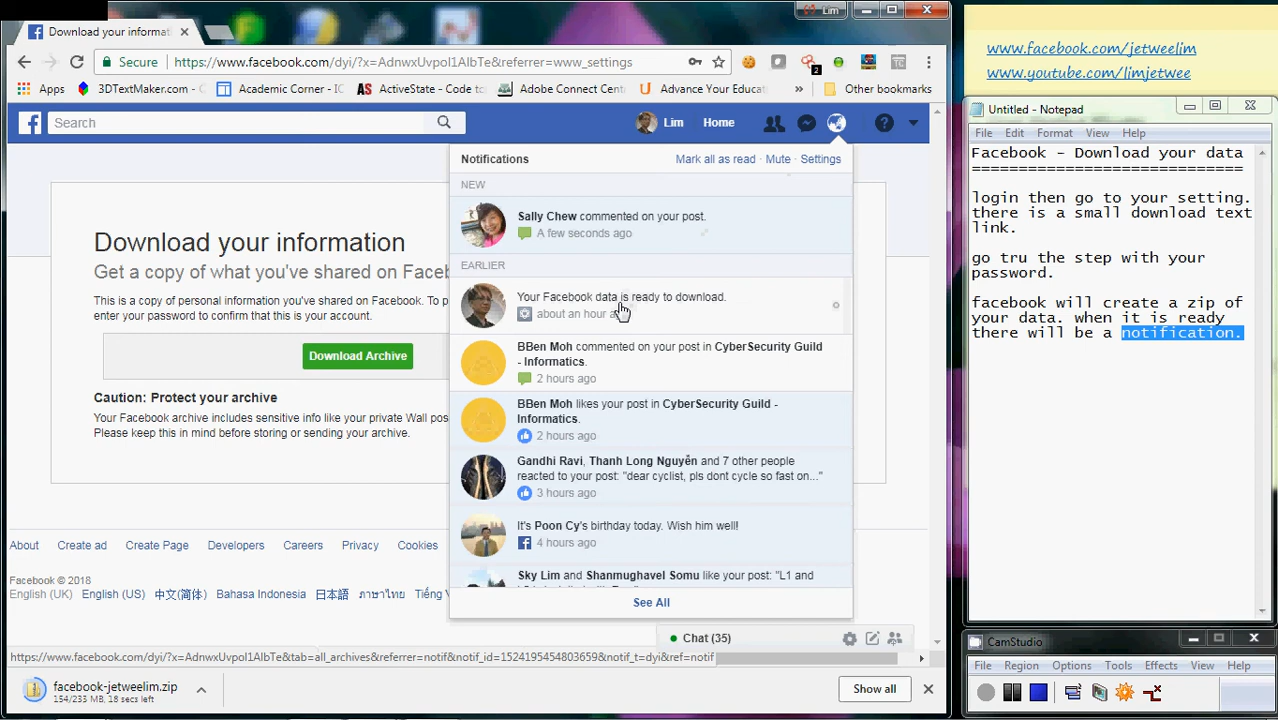 Lim
Download your informat
Secure
https://www.facebook.com/dyi/?x=AdnwxUvpoI1AIbTe&referrer=www_settings
2
TC
Apps
3DTextMaker.com -
Academic Corner - IC
AS ActiveState - Code to
Adobe Connect Cent
Advance Your Educat
»
Other bookmarks
Search
Lim
Home
Notifications
Mark all as read · Mute · Settings
NEW
Sally Chew commented on your post.
A few seconds ago
EARLIER
Your Facebook data is ready to download.
about an hour
Ben Moh commented on your post in CyberSecurity Guild
- Informatics.
2 hours ago
BBen Moh likes your post in CyberSecurity Guild -
Informatics.
2 hours ago
Gandhi Ravi, Thanh Long Nguyễn and 7 other people
reacted to your post: "dear cyclist, pls dont cycle so fast on..."
3 hours ago
It's Poon Cy's birthday today. Wish him well!
4 hours ago
Sky Lim and Shanmughavel Somu like your post: "L1 and
See All
Download your information
Get a copy of what you've shared on Faceb
This is a copy of personal information you've shared on Facebook. To p
enter your password to confirm that this is your account.
Download Archive
Caution: Protect your archive
Your Facebook archive includes sensitive info like your private Wall post
Please keep this in mind before storing or sending your archive.
About
Create ad
Create Page
Developers
Careers
Privacy
Cookies
Facebook © 2018
English (UK) English (US) 中文(简体) Bahasa Indonesia 日本語 ภาษาไทย Tiếng V
Chat (35)
https://www.facebook.com/dyi/?x=AdnwxUvpoI1AIbTe&tab=all_archives&referrer=notif&notif_id=1524195454803659&notif_t=dyi&ref=notif
facebook-jetweelim.zip
154/233 MB, 18 secs left
Show all
www.facebook.com/jetweelim
www.youtube.com/limjetwee
Untitled - Notepad
File Edit Format View Help
Facebook - Download your data
=============================
login then go to your setting.
there is a small download text
link.
go tru the step with your
password.
facebook will create a zip of
your data. when it is ready
there will be a notification.
CamStudio
File Region Options Tools Effects View Help